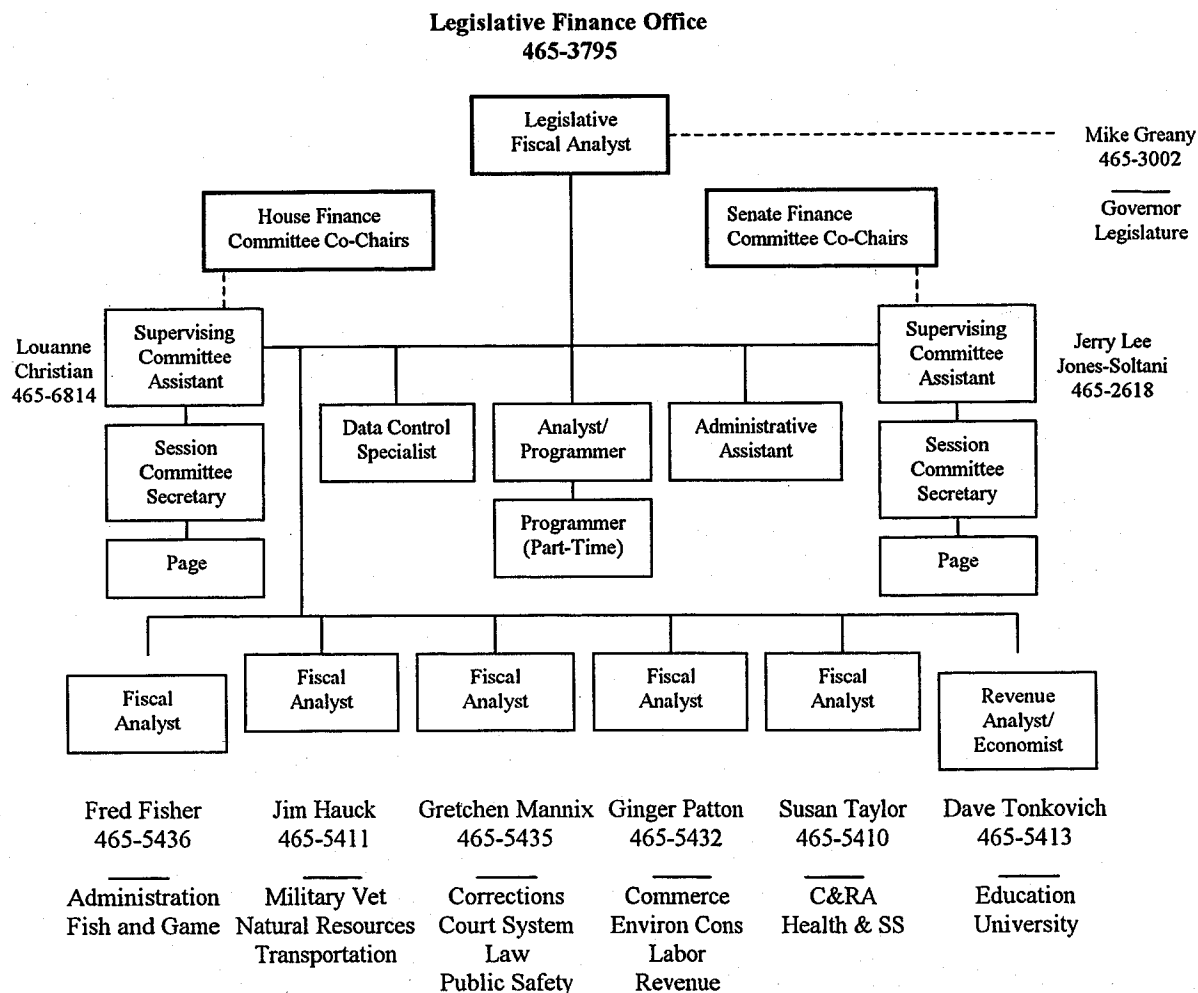 Legislative Finance Office
465-3795
Legislative
Fiscal Analyst
Mike Greany
465-3002
Governor
Legislature
House Finance
Committee Co-Chairs
Senate Finance
Committee Co-Chairs
Louanne
Christian
465-6814
Supervising
Committee
Assistant
Supervising
Committee
Assistant
Jerry Lee
Jones-Soltani
465-2618
Session
Committee
Secretary
Data Control
Specialist
Analyst/
Programmer
Administrative
Assistant
Session
Committee
Secretary
Programmer
(Part-Time)
Page
Page
Fiscal
Analyst
Fiscal
Analyst
Fiscal
Analyst
Fiscal
Analyst
Fiscal
Analyst
Revenue
Analyst/
Economist
Fred Fisher
465-5436
Administration
Fish and Game
Jim Hauck
465-5411
Military Vet
Natural Resources
Transportation
Gretchen Mannix
465-5435
Corrections
Court System
Law
Public Safety
Ginger Patton
465-5432
Commerce
Environ Cons
Labor
Revenue
Susan Taylor
465-5410
C&RA
Health & SS
Dave Tonkovich
465-5413
Education
University